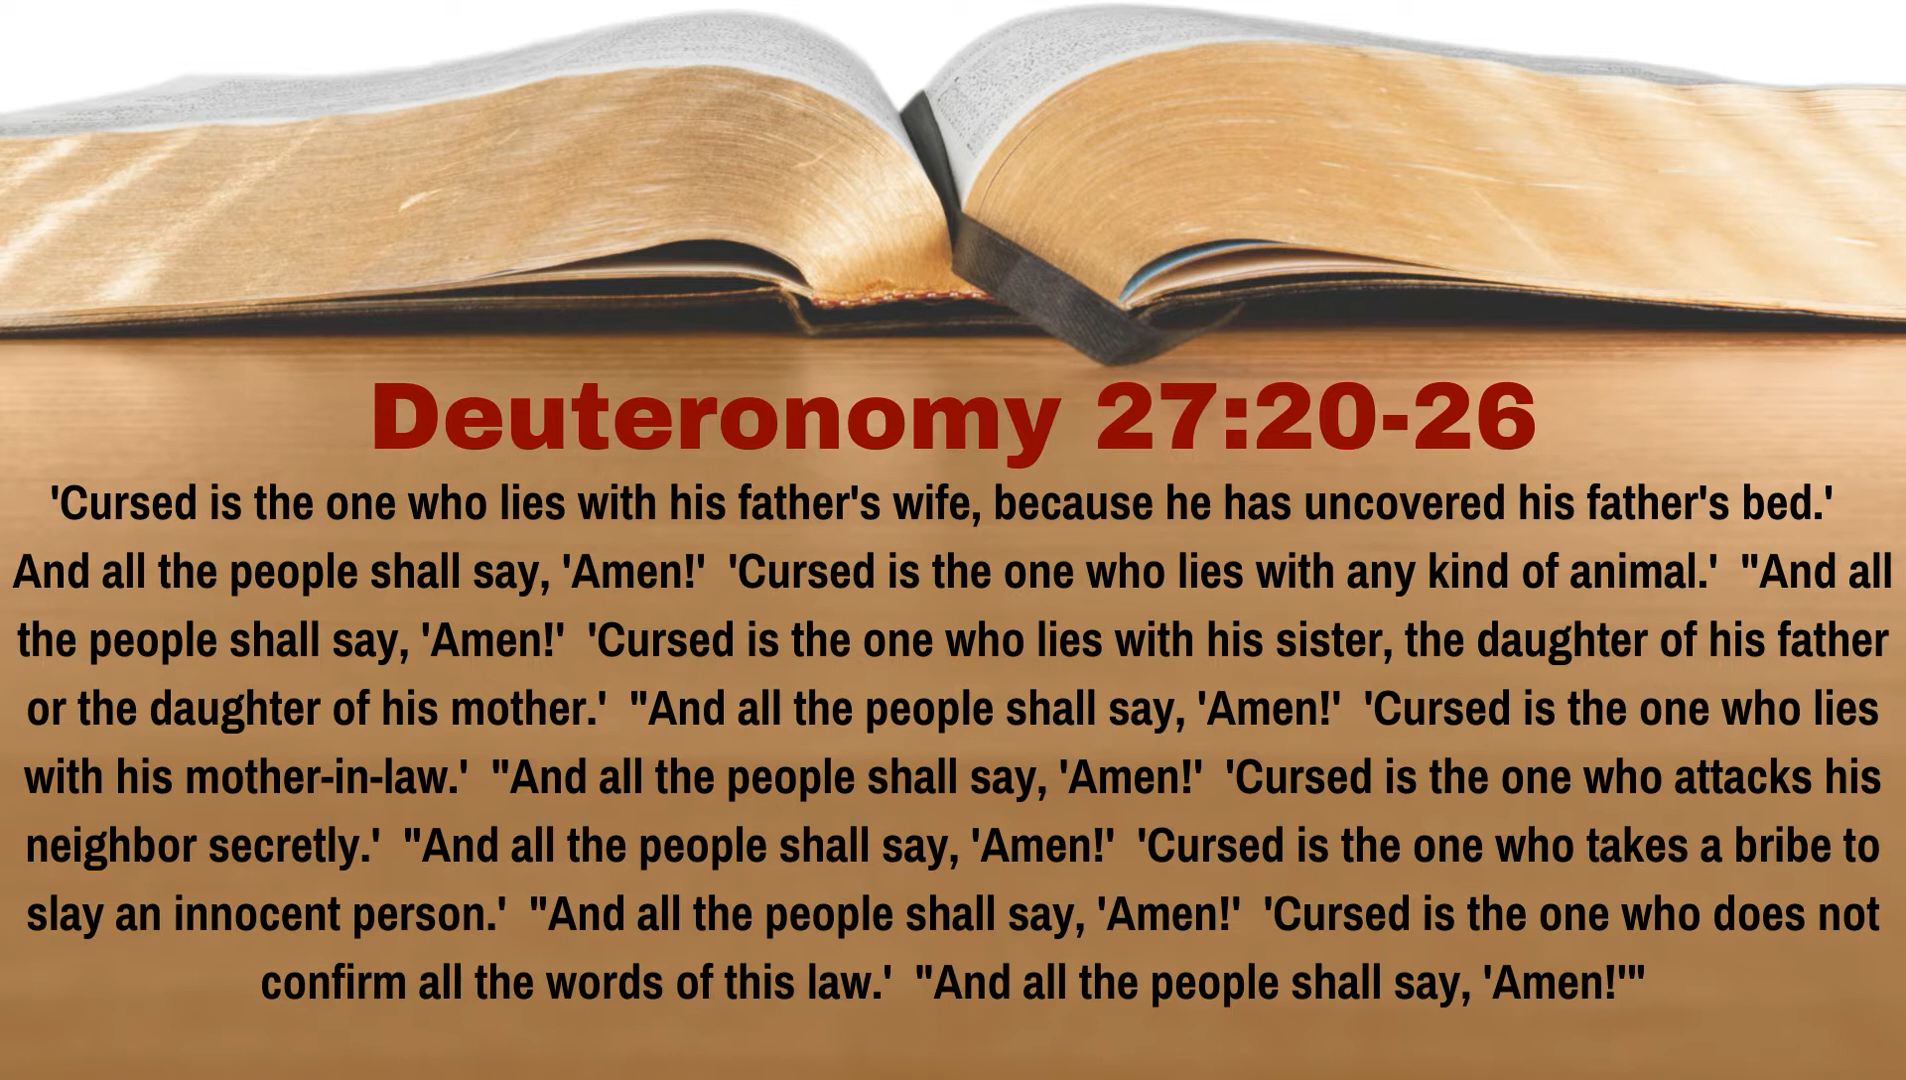 Deuteronomy 27:20-26
'Cursed is the one who lies with his father's wife, because he has uncovered his father's bed.'
And all the people shall say, 'Amen!'  'Cursed is the one who lies with any kind of animal.'  "And all
the people shall say, 'Amen!'  'Cursed is the one who lies with his sister, the daughter of his father
or the daughter of his mother.'  "And all the people shall say, 'Amen!'  'Cursed is the one who lies
with his mother-in-law.'  "And all the people shall say, 'Amen!'  'Cursed is the one who attacks his
neighbor secretly.'  "And all the people shall say, 'Amen!'  'Cursed is the one who takes a bribe to
slay an innocent person.'  "And all the people shall say, 'Amen!'  'Cursed is the one who does not
confirm all the words of this law.'  "And all the people shall say, 'Amen!'"